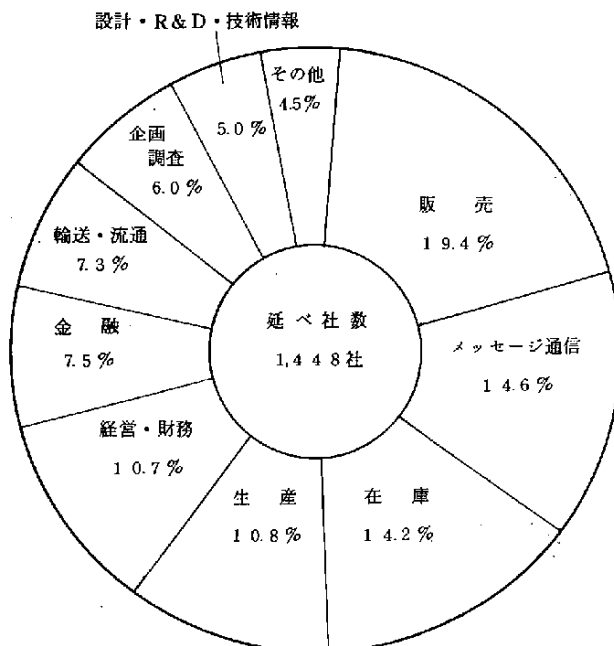 設計・R＆D・技術情報
5.0％
その他
4.5％
販売
19.4％
メッセージ通信
14.6％
在庫
14.2％
生産
10.8％
経営・財務
10.7％
金融
7.5％
輸送・流通
7.3％
企画
調査
6.0％
延べ社数
1,448社